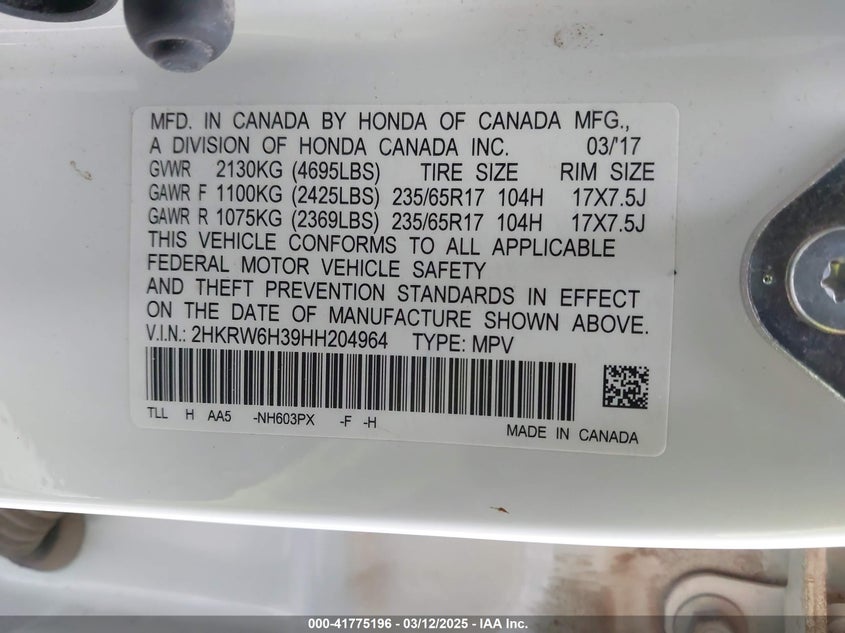 MFD. IN CANADA BY HONDA OF CANADA MFG.,
A DIVISION OF HONDA CANADA INC. 03/'17
GVWR 2130KG (4695LBS) TIRE SIZE RIM SIZE
GAWR F 1100KG (2425LBS) 235/65R17 104H 17X7.5J
GAWR R 1075KG (2369LBS) 235/65R17 104H 17X7.5J
THIS VEHICLE CONFORMS TO ALL APPLICABLE
FEDERAL MOTOR VEHICLE SAFETY
AND THEFT PREVENTION STANDARDS IN EFFECT
ON THE DATE OF MANUFACTURE SHOWN ABOVE.
V.I.N.: 2HKRW6H39HH204964 TYPE: MPV
TLL H AA5 -NH603PX -F -H
MADE IN CANADA
000-41775196 - 03/12/2025 - IAA Inc.